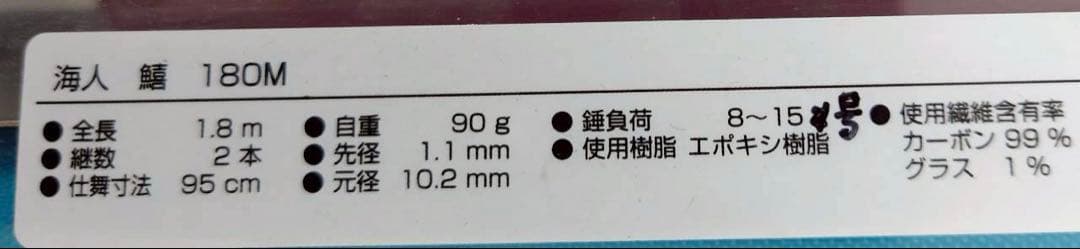 海人 鱚 180M
● 全長 1.8 m
● 継数 2 本
● 仕舞寸法 95 cm
● 自重 90 g
● 先径 1.1 mm
● 元径 10.2 mm
● 錘負荷 8～15 号
● 使用樹脂 エポキシ樹脂
● 使用繊維含有率
カーボン 99 %
グラス 1 %